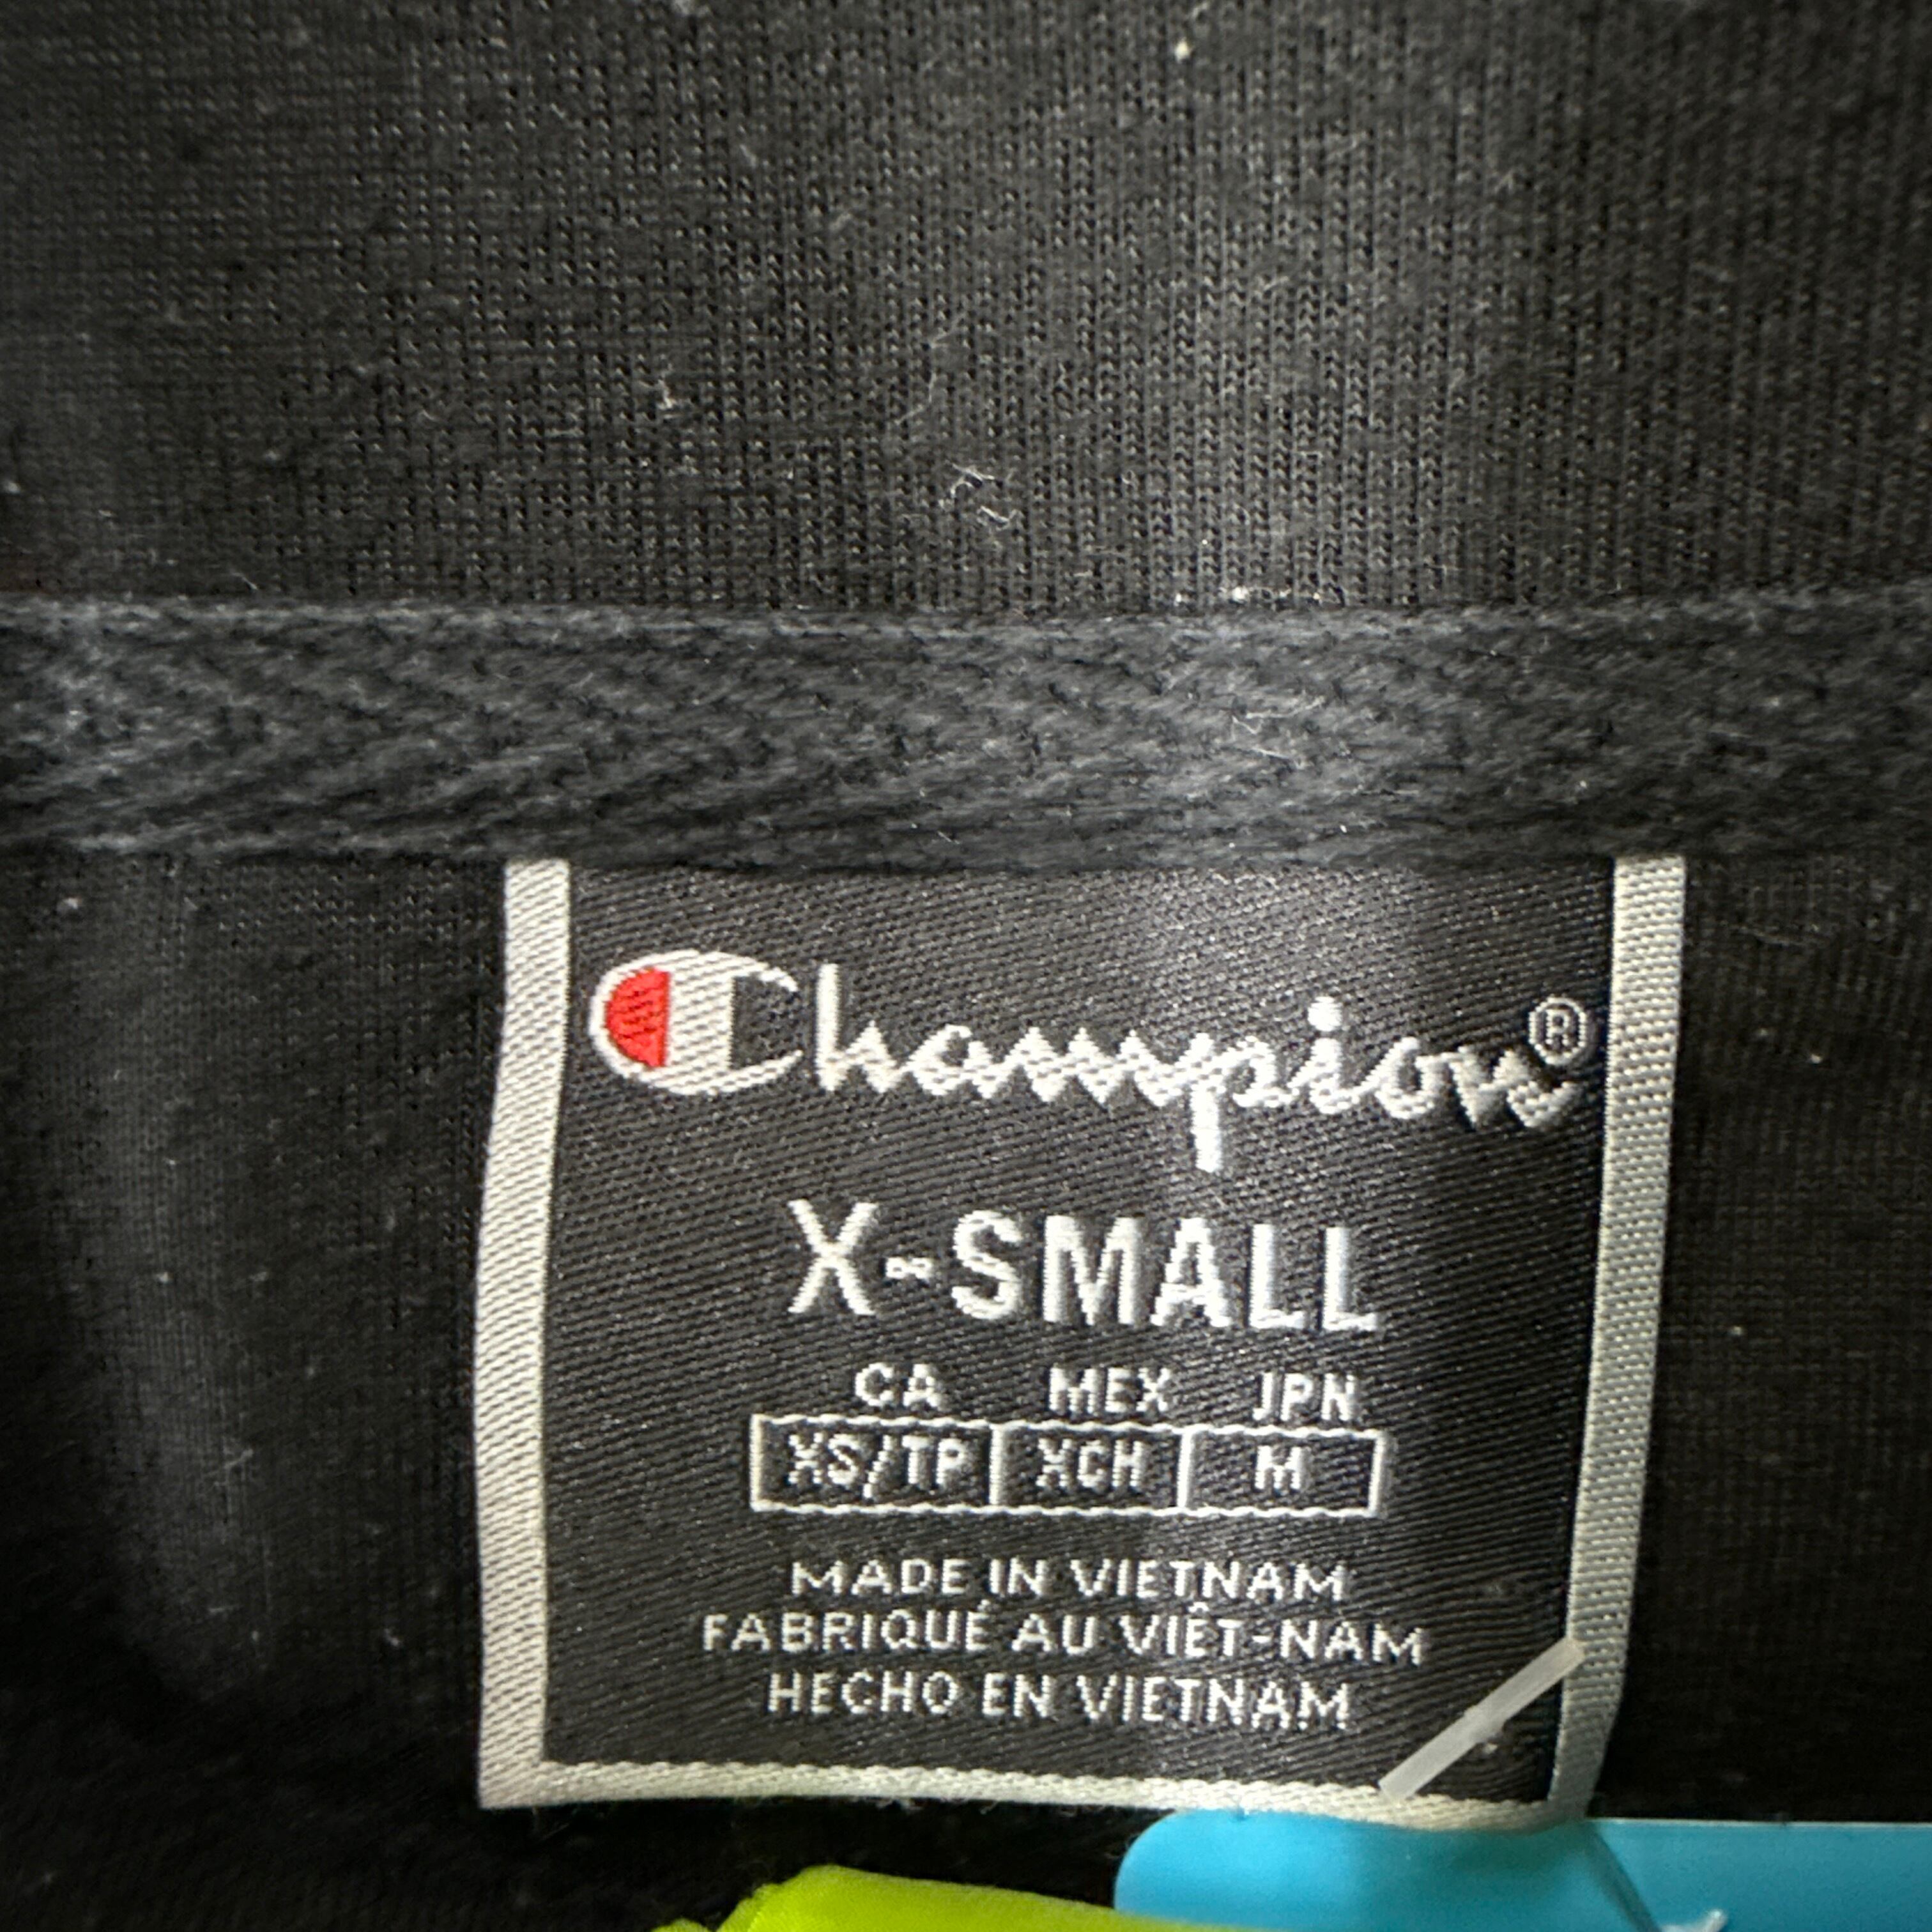 Champion®
X-SMALL
CA MEX JPN
XS/TP XCH M
MADE IN VIETNAM
FABRIQUÉ AU VIÊT-NAM
HECHO EN VIETNAM